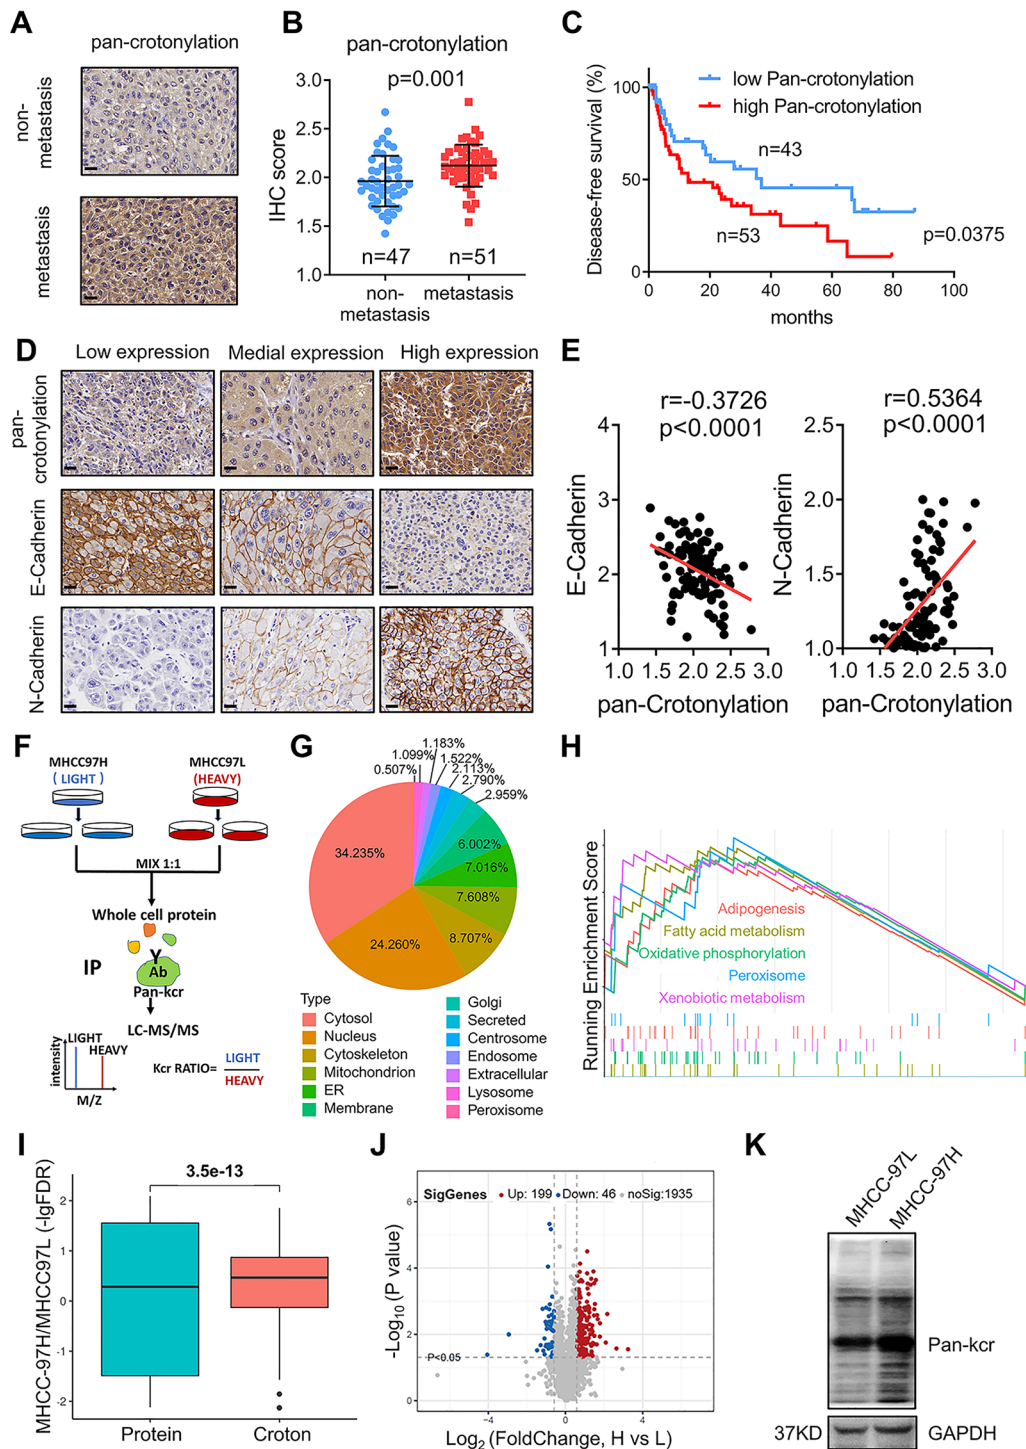 A
pan-crotonylation
non-
metastasis
metastasis
B
pan-crotonylation
p=0.001
IHC score
3.0
2.5
2.0
1.5
1.0
n=47
n=51
non-
metastasis
metastasis
C
Disease-free survival (%)
100
50
0
low Pan-crotonylation
high Pan-crotonylation
n=43
n=53
p=0.0375
0
20
40
60
80
100
months
D
Low expression
Medial expression
High expression
pan-
crotonylation
E-Cadherin
N-Cadherin
E
r=-0.3726
p<0.0001
E-Cadherin
4
3
2
1
1.0
1.5
2.0
2.5
3.0
pan-Crotonylation
r=0.5364
p<0.0001
N-Cadherin
2.5
2.0
1.5
1.0
1.0
1.5
2.0
2.5
3.0
pan-Crotonylation
F
MHCC97H
( LIGHT )
MHCC97L
(HEAVY)
MIX 1:1
Whole cell protein
IP
Ab
Pan-kcr
LC-MS/MS
LIGHT
HEAVY
intensity
M/Z
Kcr RATIO=
LIGHT
HEAVY
G
1.183%
1.099%
1.522%
0.507%
2.113%
2.790%
2.959%
34.235%
6.002%
7.016%
7.608%
24.260%
8.707%
Type
Cytosol
Nucleus
Cytoskeleton
Mitochondrion
ER
Membrane
Golgi
Secreted
Centrosome
Endosome
Extracellular
Lysosome
Peroxisome
H
Running Enrichment Score
Adipogenesis
Fatty acid metabolism
Oxidative phosphorylation
Peroxisome
Xenobiotic metabolism
I
3.5e-13
MHCC-97H/MHCC97L (-lgFDR)
2
1
0
-1
-2
Protein
Croton
J
SigGenes Up: 199 Down: 46 noSig:1935
-Log10 (P value)
6
4
2
0
P<0.05
-4
0
4
Log2 (FoldChange, H vs L)
K
MHCC-97L
MHCC-97H
Pan-kcr
37KD
GAPDH